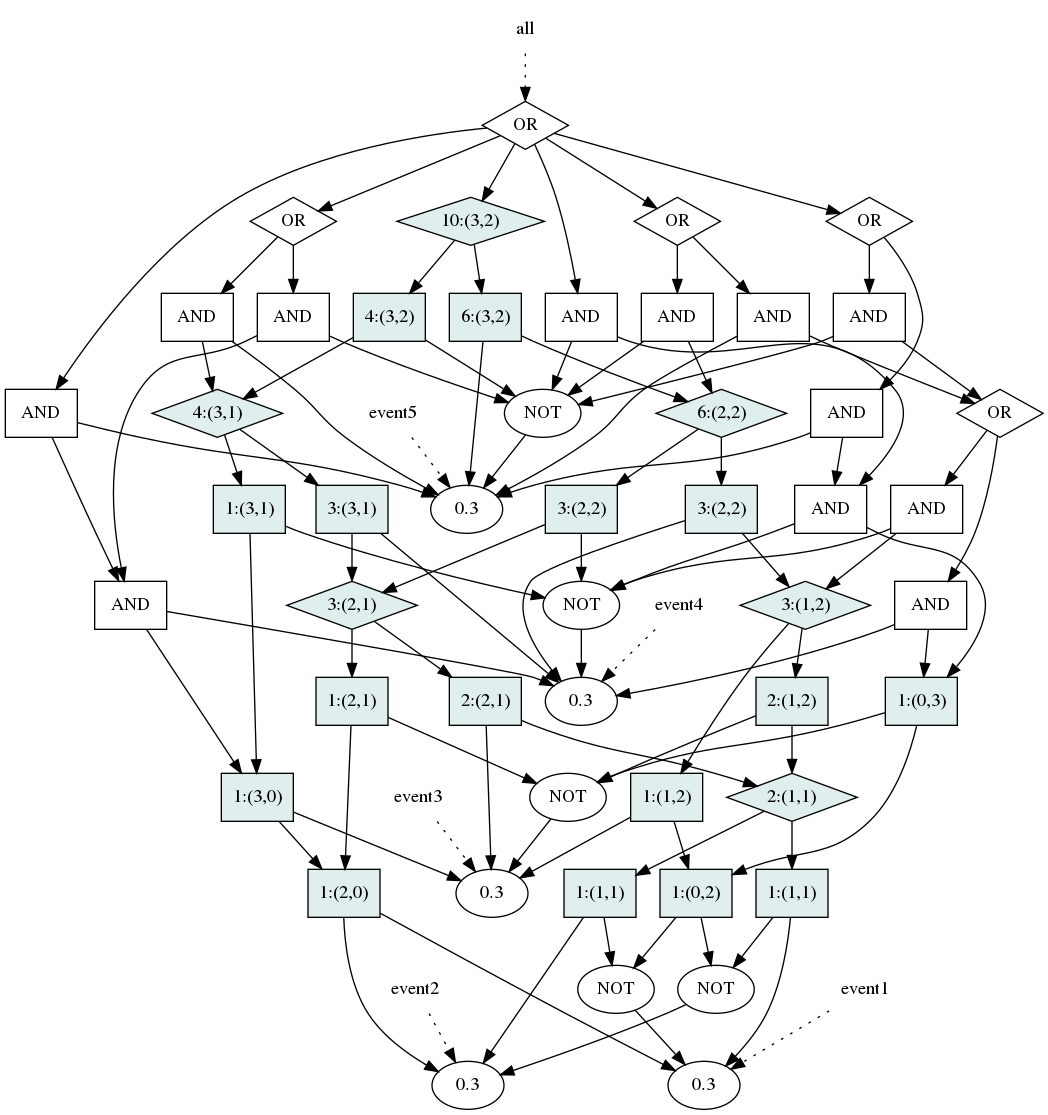 all
OR
OR
10:(3,2)
OR
OR
AND
AND
4:(3,2)
6:(3,2)
AND
AND
AND
AND
AND
4:(3,1)
event5
NOT
6:(2,2)
AND
OR
1:(3,1)
3:(3,1)
0.3
3:(2,2)
3:(2,2)
AND
AND
AND
3:(2,1)
NOT
event4
3:(1,2)
AND
1:(2,1)
2:(2,1)
0.3
2:(1,2)
1:(0,3)
1:(3,0)
event3
NOT
1:(1,2)
2:(1,1)
1:(2,0)
0.3
1:(1,1)
1:(0,2)
1:(1,1)
event2
NOT
NOT
event1
0.3
0.3